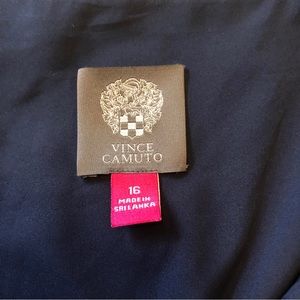 VINCE
CAMUTO
16
MADE IN
SRI LANKA